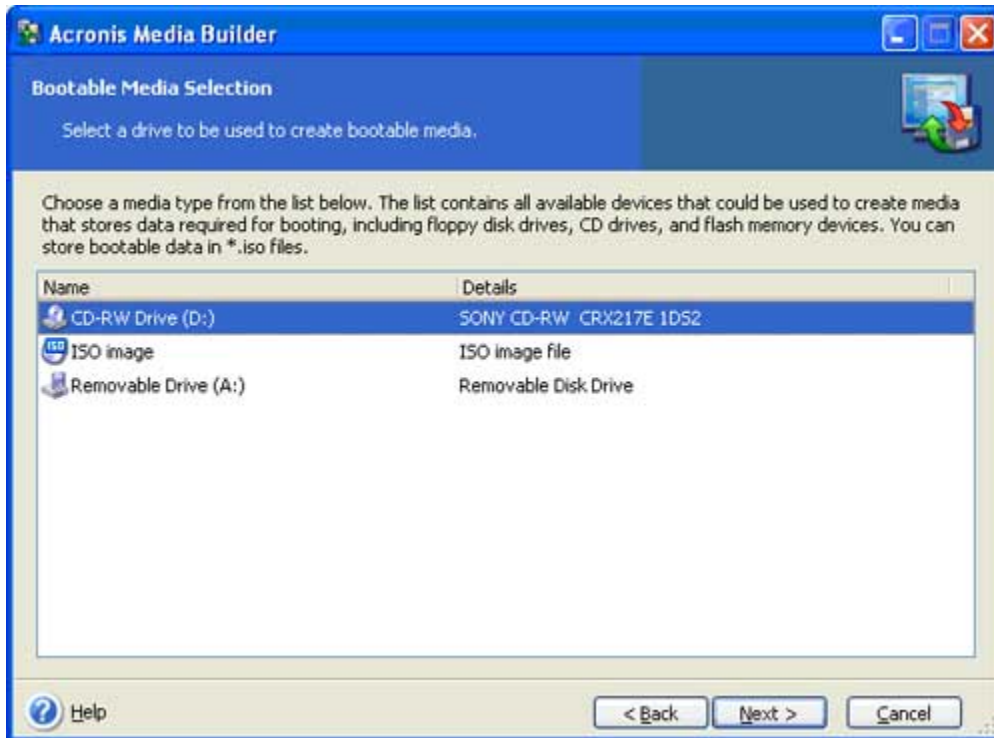 Acronis Media Builder
Bootable Media Selection
Select a drive to be used to create bootable media.
Choose a media type from the list below. The list contains all available devices that could be used to create media
that stores data required for booting, including floppy disk drives, CD drives, and flash memory devices. You can
store bootable data in *.iso files.
Name Details
CD-RW Drive (D:) SONY CD-RW CRX217E 1DS2
ISO ISO image ISO image file
Removable Drive (A:) Removable Disk Drive
Help < Back Next > Cancel